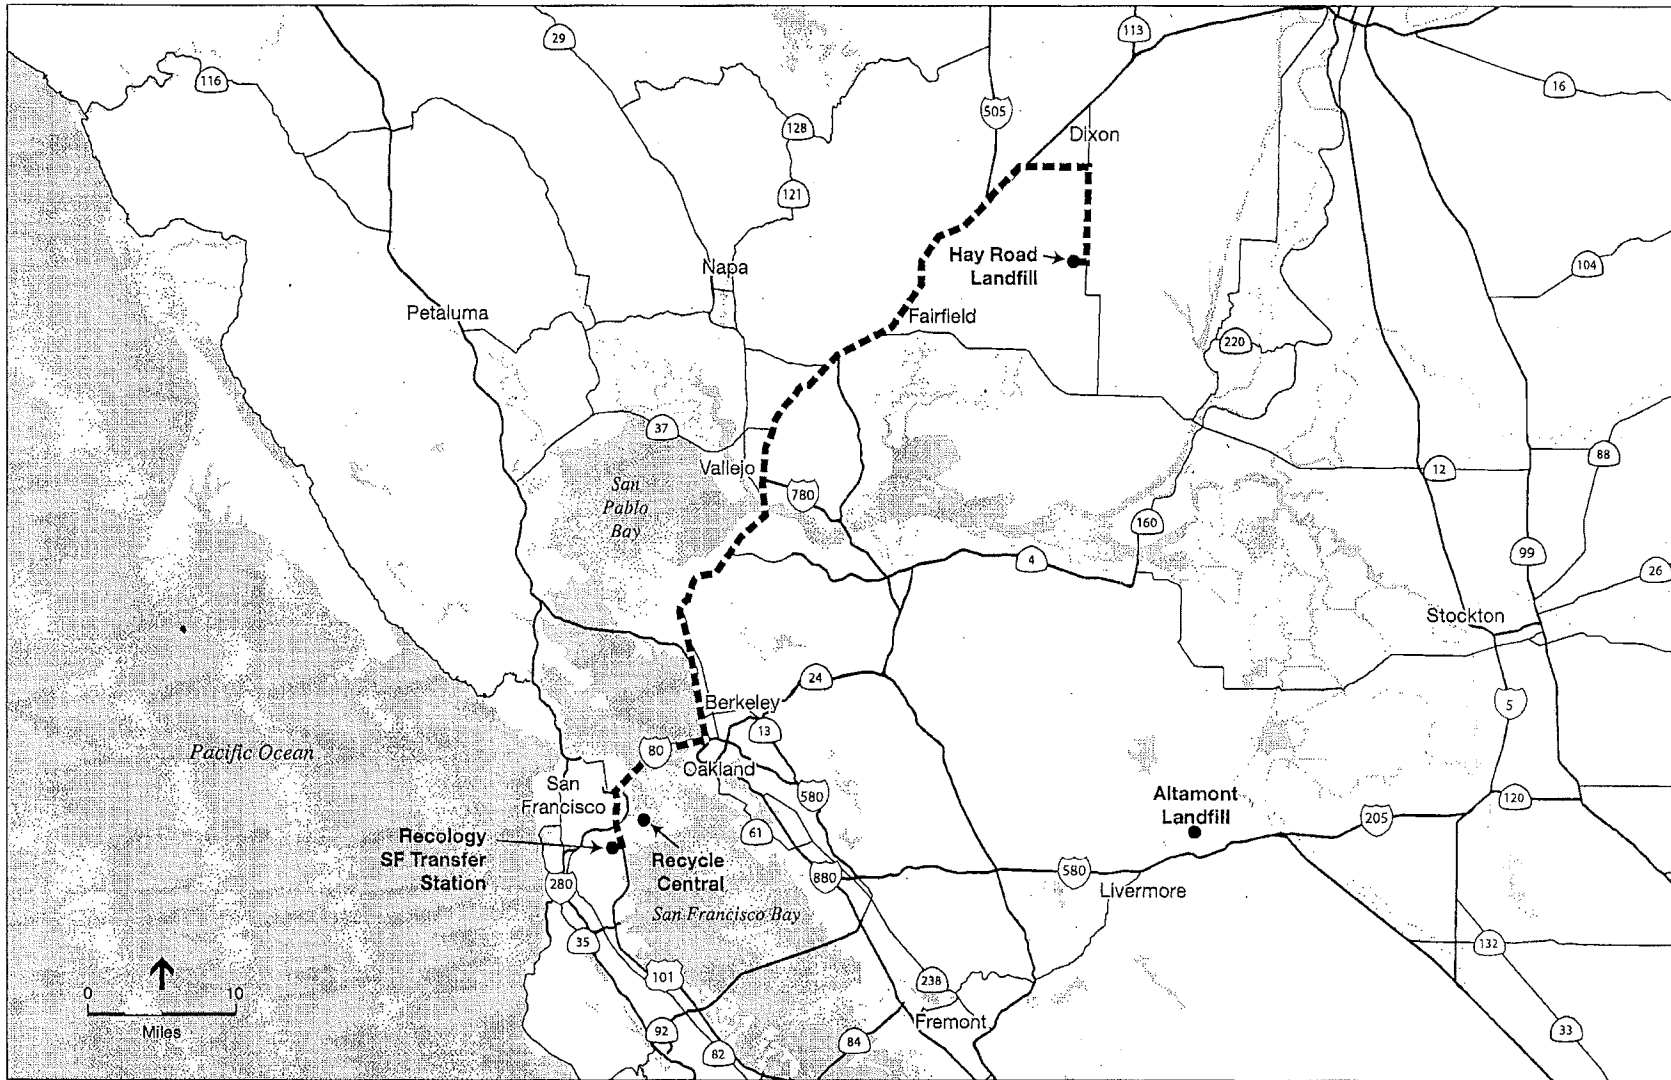 29
113
116
16
505
128
Dixon
121
Hay Road
Landfill
104
Napa
Petaluma
Fairfield
220
37
Vallejo
San
Pablo
Bay
780
12
88
160
4
99
26
Stockton
24
Berkeley
13
5
Pacific Ocean
80
Oakland
San
Francisco
580
Altamont
Landfill
120
205
61
Recology
SF Transfer
Station
Recycle
Central
880
580
Livermore
280
San Francisco Bay
35
132
101
238
0
10
Miles
92
Fremont
84
82
33